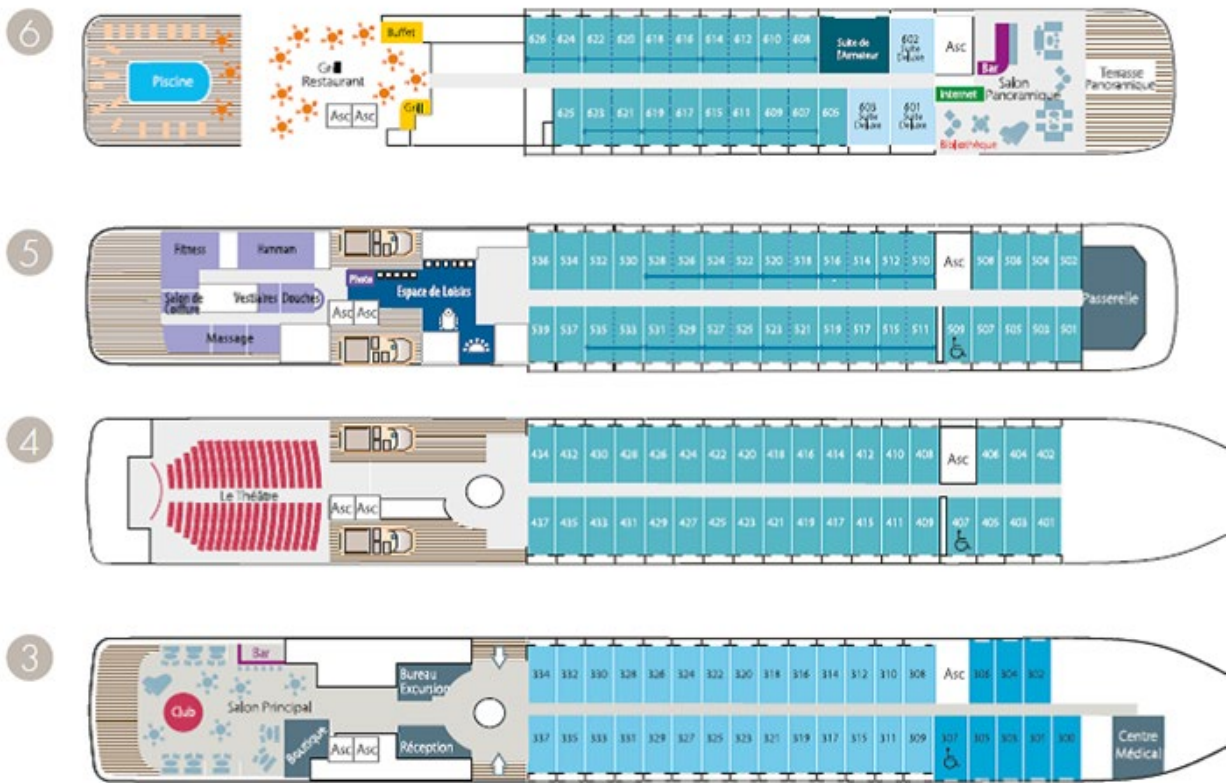 6
Buffet
626 624 622 620 618 616 614 612 610 608
Suite de
l'Armateur
602
Suite
Deluxe
Asc
Bar
Piscine
Grill
Restaurant
Asc Asc
Grill
Internet
Salon
Panoramique
Terrasse
Panoramique
625 623 621 619 617 615 611 609 607 605
603
Suite
Deluxe
601
Suite
Deluxe
Bibliothèque
5
Fitness
Hammam
536 534 532 530 528 526 524 522 520 518 516 514 512 510
Asc
508 506 504 502
Photo
Espace de Loisirs
Salon de
Coiffure
Vestiaires
Douches
Asc Asc
Massage
Passerelle
539 537 535 533 531 529 527 525 523 521 519 517 515 511 509 507 505 503 501
4
434 432 430 428 426 424 422 420 418 416 414 412 410 408
Asc
406 404 402
Le Théâtre
Asc Asc
437 435 433 431 429 427 425 423 421 419 417 415 411 409 407 405 403 401
3
Bar
Bureau
Excursion
334 332 330 328 326 324 322 320 318 316 314 312 310 308
Asc
306 304 302
Club
Salon Principal
Boutique
Asc Asc
Réception
337 335 333 331 329 327 325 323 321 319 317 315 311 309 307 305 303 301 300
Centre
Médical